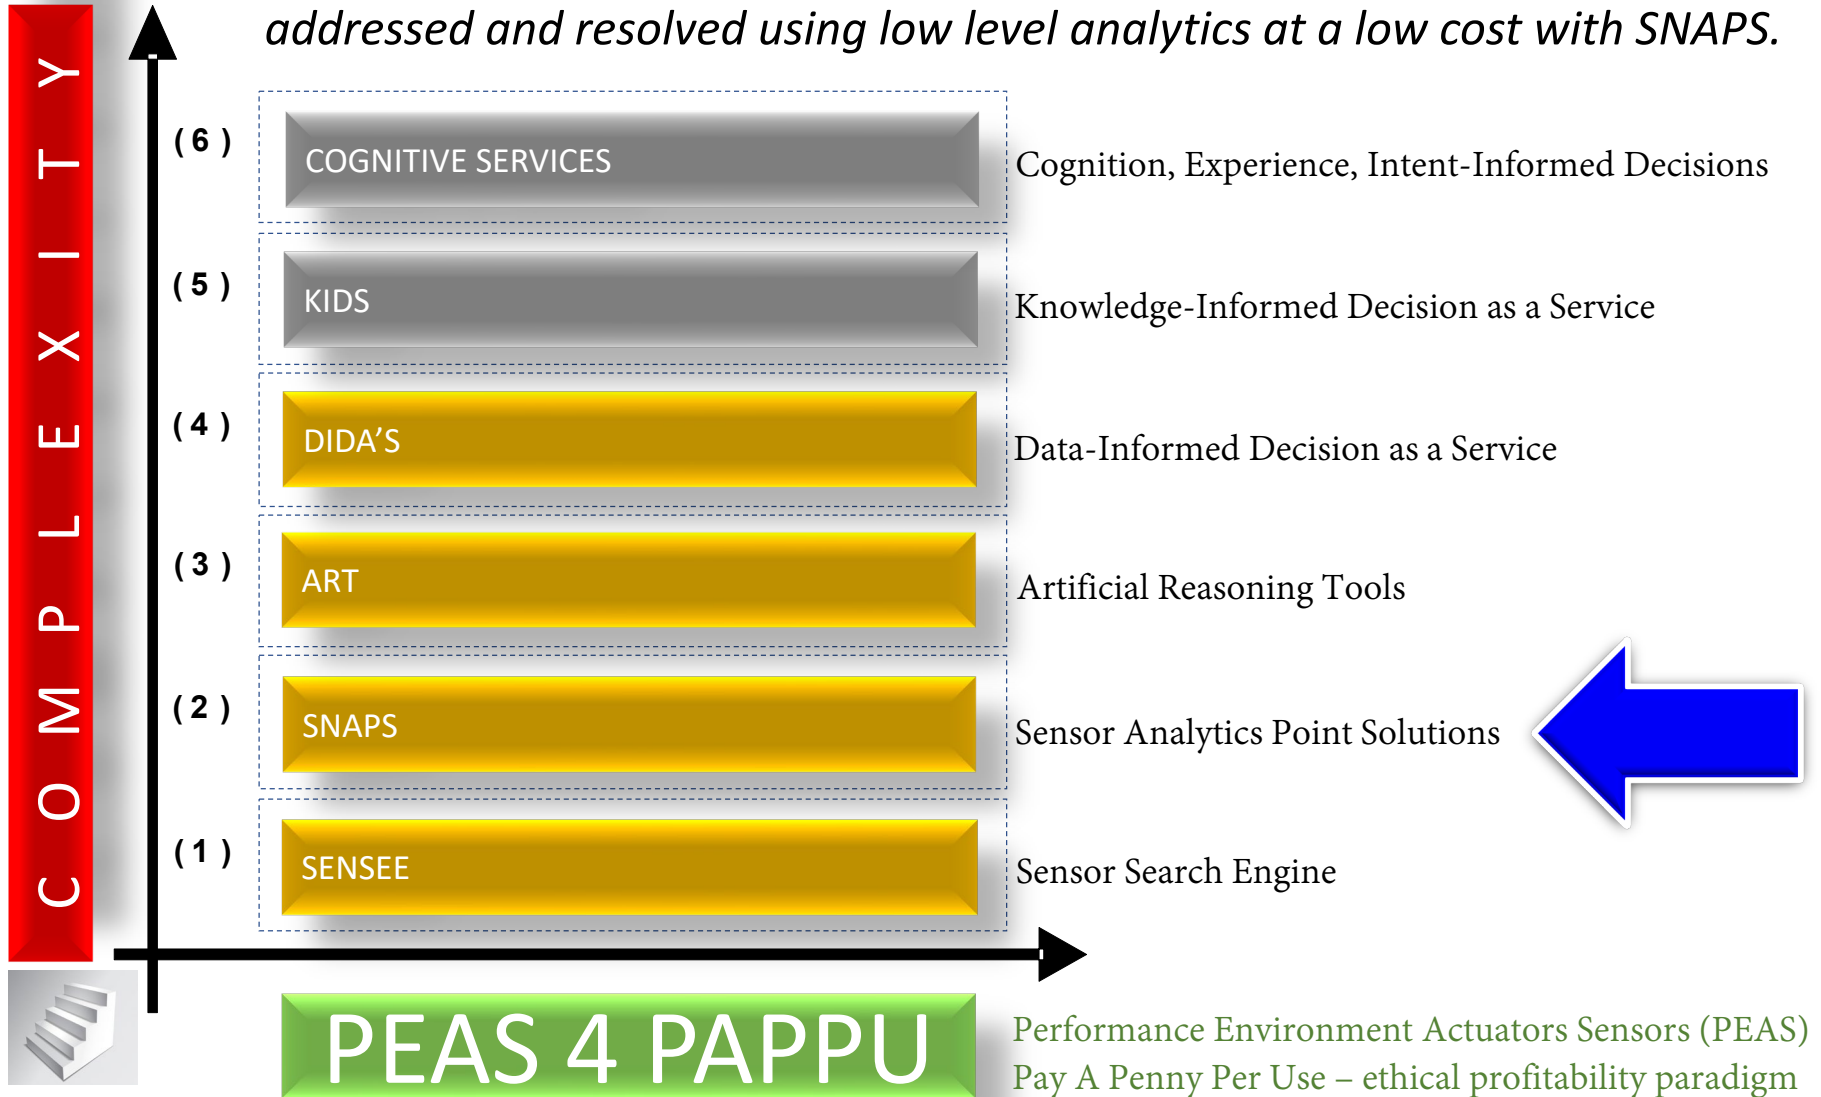 addressed and resolved using low level analytics at a low cost with SNAPS.
COMPLEXITY
(6)
COGNITIVE SERVICES
Cognition, Experience, Intent-Informed Decisions
(5)
KIDS
Knowledge-Informed Decision as a Service
(4)
DIDA’S
Data-Informed Decision as a Service
(3)
ART
Artificial Reasoning Tools
(2)
SNAPS
Sensor Analytics Point Solutions
(1)
SENSEE
Sensor Search Engine
PEAS 4 PAPPU
Performance Environment Actuators Sensors (PEAS)
Pay A Penny Per Use – ethical profitability paradigm